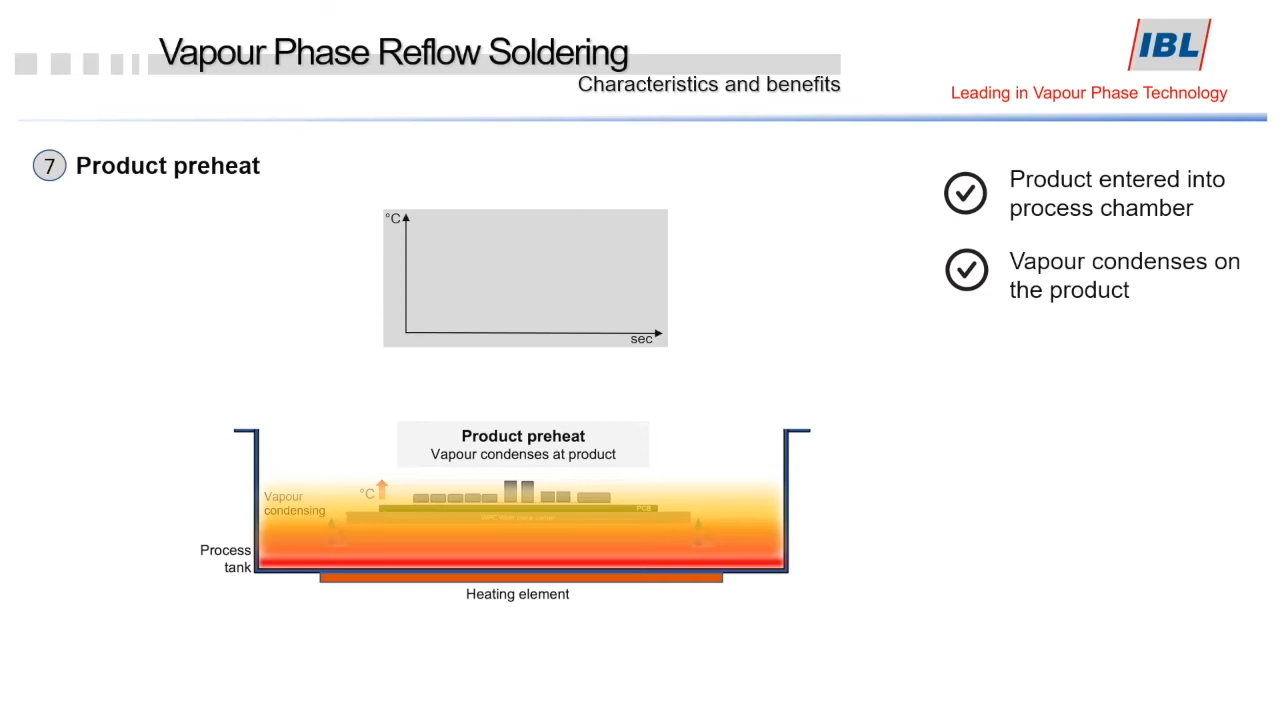 Vapour Phase Reflow Soldering
Characteristics and benefits
IBL
Leading in Vapour Phase Technology
7 Product preheat
Product entered into
process chamber
Vapour condenses on
the product
°C
sec
Product preheat
Vapour condenses at product
°C
Vapour
condensing
PCB
Process
tank
Heating element